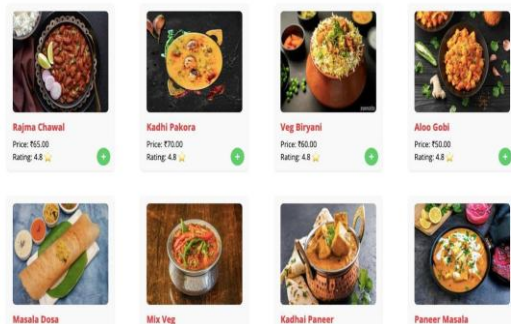 Rajma Chawal
Price: ₹65.00
Rating: 4.8 ⭐
Kadhi Pakora
Price: ₹70.00
Rating: 4.8 ⭐
Veg Biryani
Price: ₹60.00
Rating: 4.8 ⭐
Aloo Gobi
Price: ₹50.00
Rating: 4.8 ⭐
Masala Dosa
Mix Veg
Kadhai Paneer
Paneer Masala